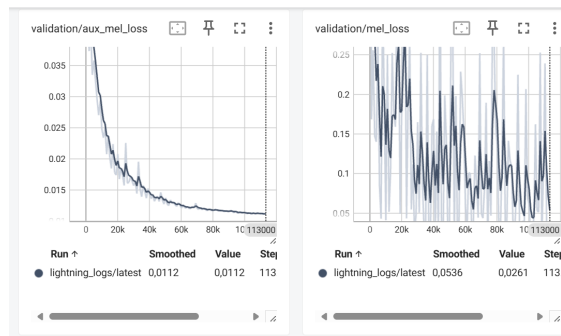 validation/aux_mel_loss
0.035
0.03
0.025
0.02
0.015
0 20k 40k 60k 80k 10 113000
Run ↑ Smoothed Value Step
lightning_logs/latest 0,0112 0,0112 113
validation/mel_loss
0.25
0.2
0.15
0.1
0.05
0 20k 40k 60k 80k 10 113000
Run ↑ Smoothed Value Step
lightning_logs/latest 0,0536 0,0261 113